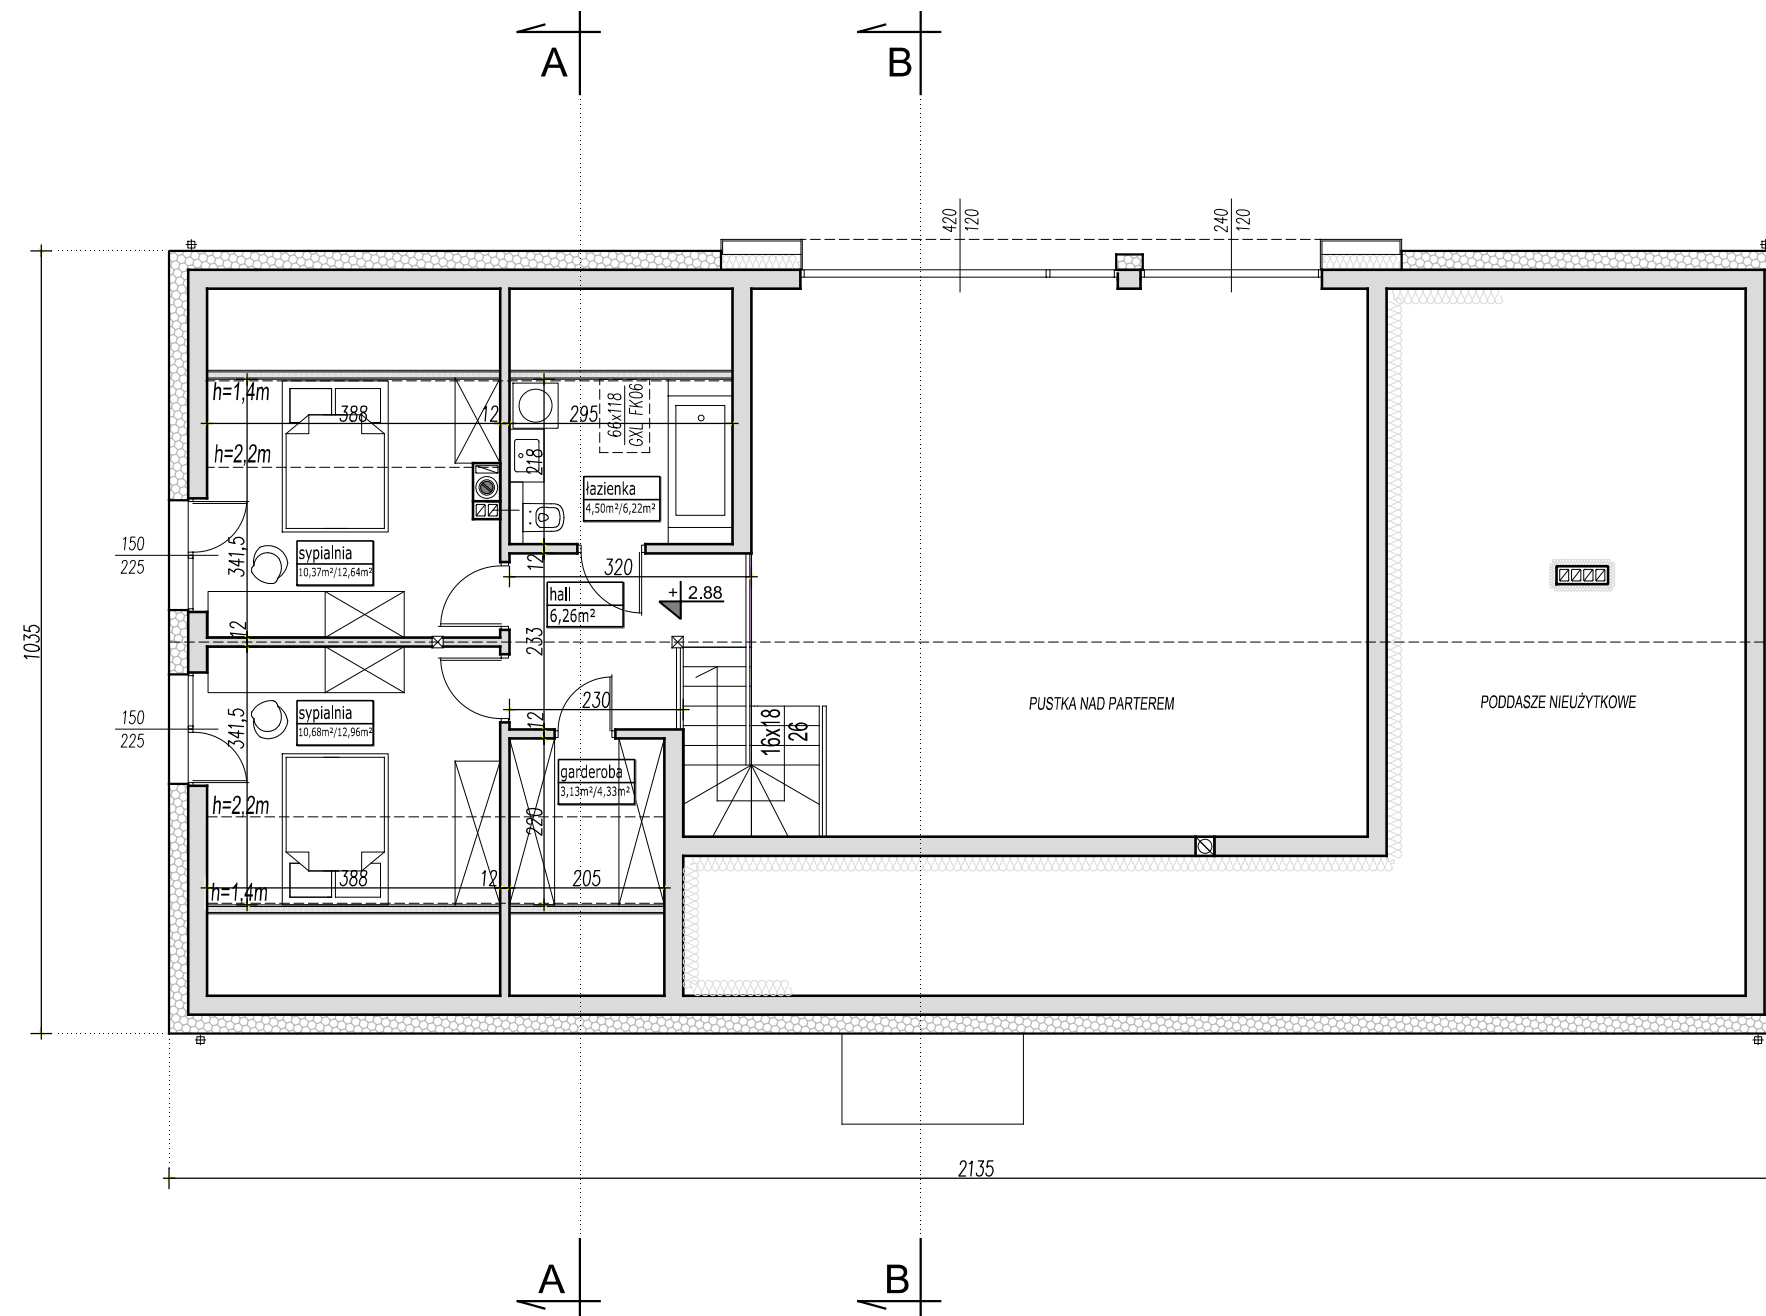 A
B
420
120
240
120
h=1,4m
388
12
295
66x118
GXL FK06
h=2,2m
218
łazienka
4,50m²/6,22m²
150
225
341,5
sypialnia
10,37m²/12,64m²
12
320
hall
6,26m²
+ 2.88
1035
12
233
150
225
341,5
sypialnia
10,68m²/12,96m²
230
12
16x18
26
PUSTKA NAD PARTEREM
PODDASZE NIEUŻYTKOWE
garderoba
3,13m²/4,33m²
h=2,2m
220
h=1,4m
388
12
205
2135
A
B